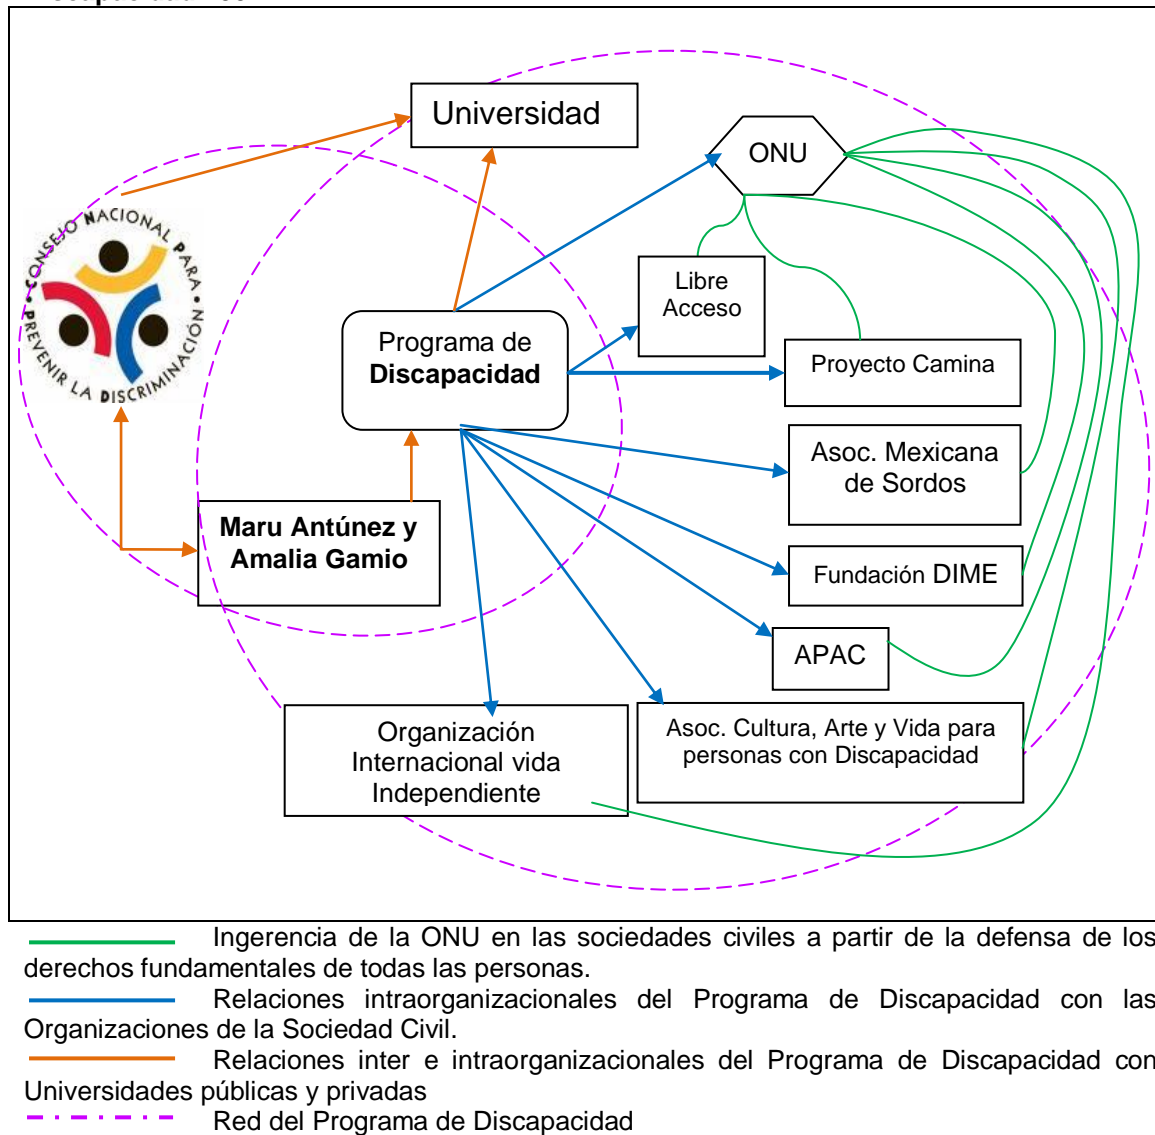 Universidad
ONU
CONSEJO NACIONAL PARA • PREVENIR LA DISCRIMINACIÓN •
Libre
Acceso
Programa de
Discapacidad
Proyecto Camina
Asoc. Mexicana
de Sordos
Maru Antúnez y
Amalia Gamio
Fundación DIME
APAC
Organización
Internacional vida
Independiente
Asoc. Cultura, Arte y Vida para
personas con Discapacidad
Ingerencia de la ONU en las sociedades civiles a partir de la defensa de los
derechos fundamentales de todas las personas.
Relaciones intraorganizacionales del Programa de Discapacidad con las
Organizaciones de la Sociedad Civil.
Relaciones inter e intraorganizacionales del Programa de Discapacidad con
Universidades públicas y privadas
Red del Programa de Discapacidad